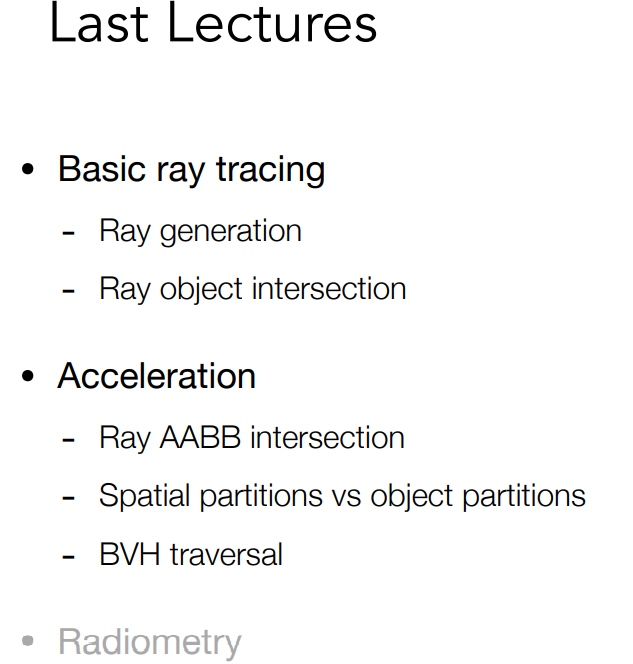 Last Lectures
• Basic ray tracing
- Ray generation
- Ray object intersection
• Acceleration
- Ray AABB intersection
- Spatial partitions vs object partitions
- BVH traversal
• Radiometry